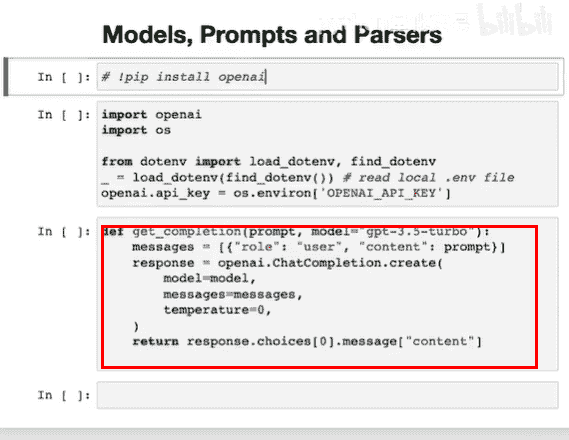 Models, Prompts and Parsers
bilibili
In [ ]: # !pip install openai
In [ ]: import openai
import os
from dotenv import load_dotenv, find_dotenv
_ = load_dotenv(find_dotenv()) # read local .env file
openai.api_key = os.environ['OPENAI_API_KEY']
In [ ]: def get_completion(prompt, model="gpt-3.5-turbo"):
messages = [{"role": "user", "content": prompt}]
response = openai.ChatCompletion.create(
model=model,
messages=messages,
temperature=0,
)
return response.choices[0].message["content"]
In [ ]: